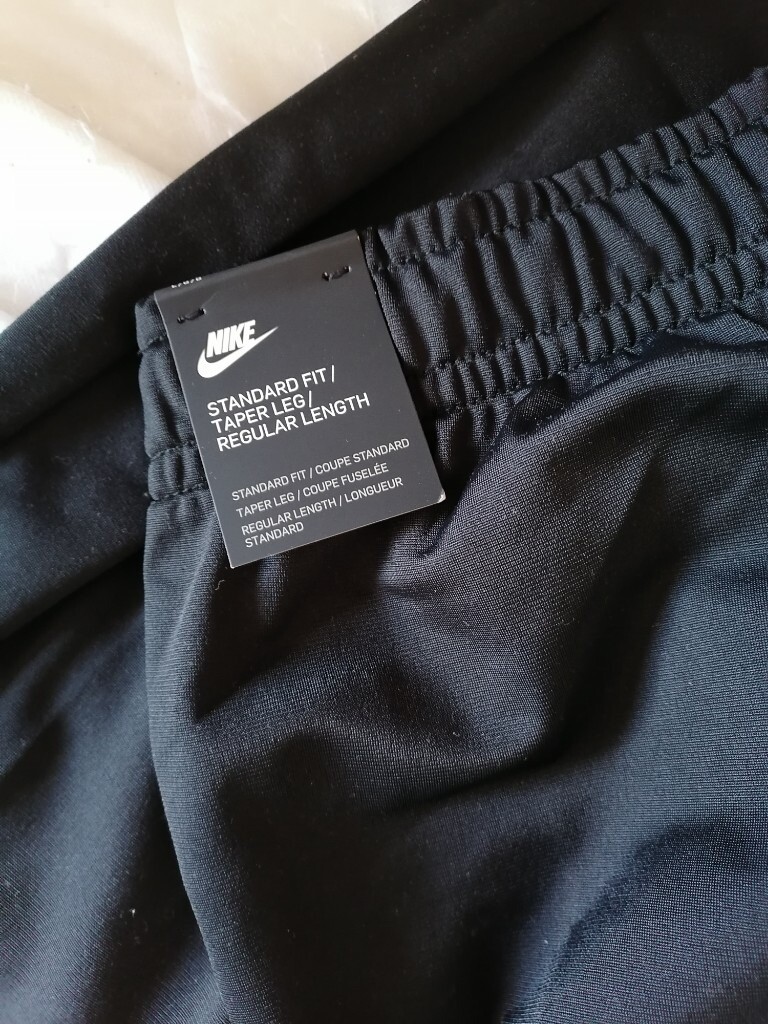 NIKE
STANDARD FIT /
TAPER LEG /
REGULAR LENGTH
STANDARD FIT / COUPE STANDARD
TAPER LEG / COUPE FUSELÉE
REGULAR LENGTH / LONGUEUR
STANDARD